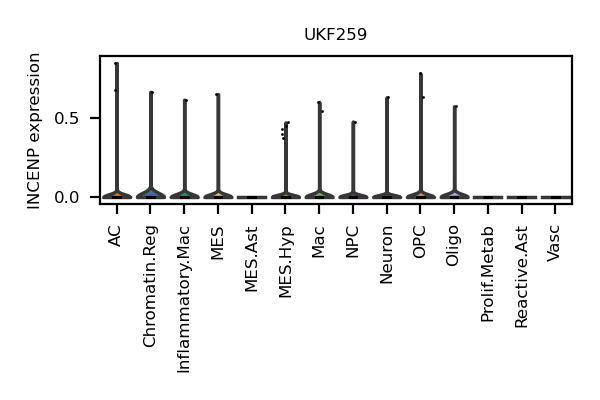 UKF259
INCENP expression
0.5
0.0
AC
Chromatin.Reg
Inflammatory.Mac
MES
MES.Ast
MES.Hyp
Mac
NPC
Neuron
OPC
Oligo
Prolif.Metab
Reactive.Ast
Vasc